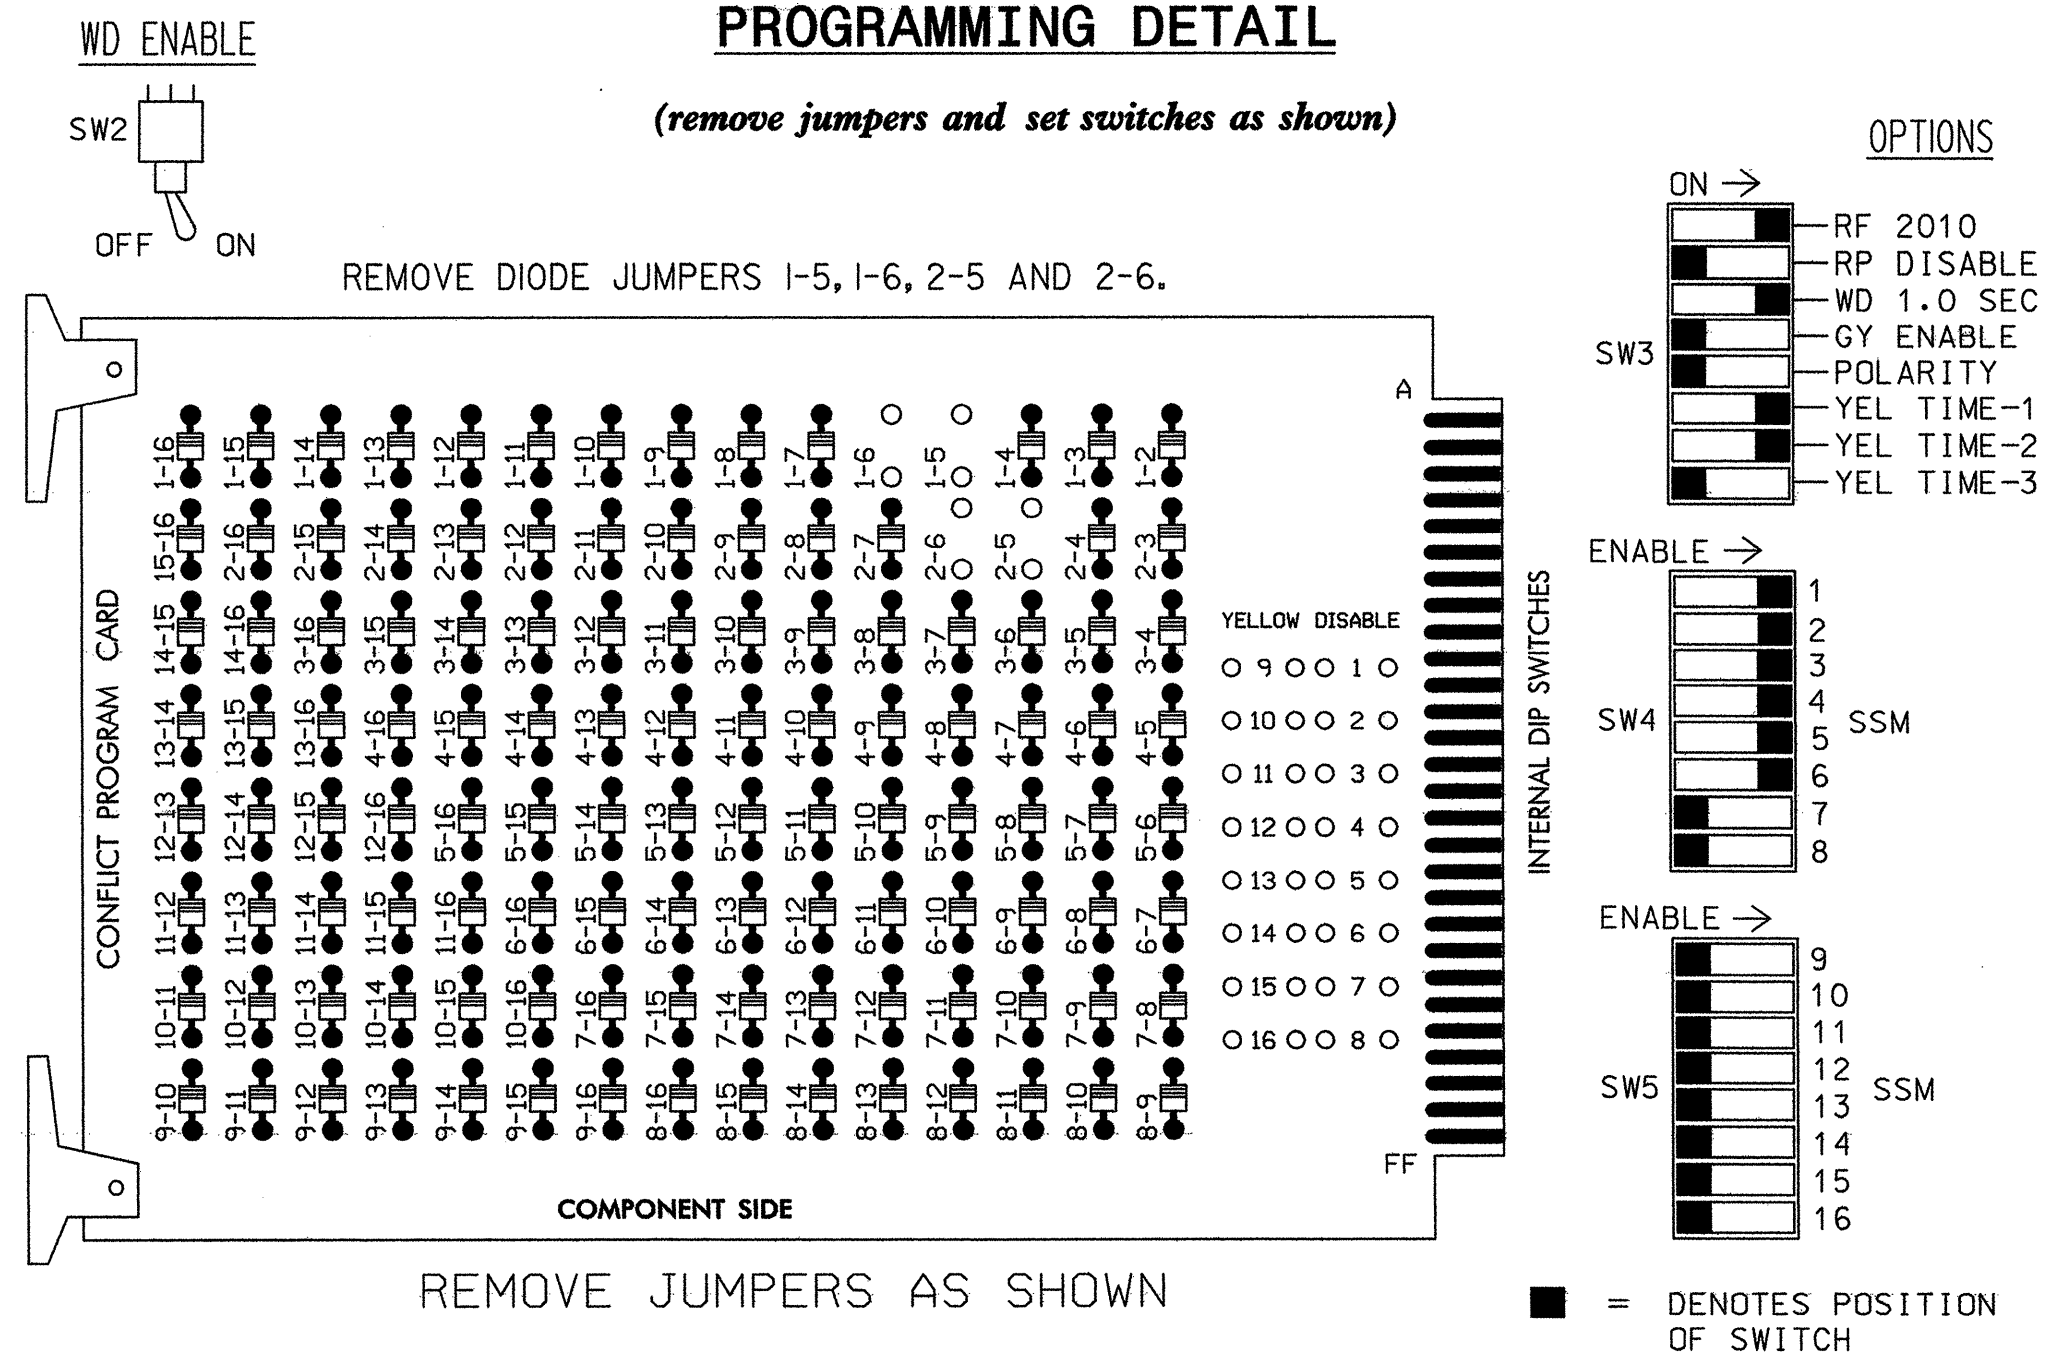 PROGRAMMING DETAIL
(remove jumpers and set switches as shown)
WD ENABLE
SW2
OFF ON
REMOVE DIODE JUMPERS 1-5, 1-6, 2-5 AND 2-6.
CONFLICT PROGRAM CARD
A
1-16 1-15 1-14 1-13 1-12 1-11 1-10 1-9 1-8 1-7 1-6 1-5 1-4 1-3 1-2
15-16 2-16 2-15 2-14 2-13 2-12 2-11 2-10 2-9 2-8 2-7 2-6 2-5 2-4 2-3
14-15 14-16 3-16 3-15 3-14 3-13 3-12 3-11 3-10 3-9 3-8 3-7 3-6 3-5 3-4
13-14 13-15 13-16 4-16 4-15 4-14 4-13 4-12 4-11 4-10 4-9 4-8 4-7 4-6 4-5
12-13 12-14 12-15 12-16 5-16 5-15 5-14 5-13 5-12 5-11 5-10 5-9 5-8 5-7 5-6
11-12 11-13 11-14 11-15 11-16 6-16 6-15 6-14 6-13 6-12 6-11 6-10 6-9 6-8 6-7
10-11 10-12 10-13 10-14 10-15 10-16 7-16 7-15 7-14 7-13 7-12 7-11 7-10 7-9 7-8
9-10 9-11 9-12 9-13 9-14 9-15 9-16 8-16 8-15 8-14 8-13 8-12 8-11 8-10 8-9
YELLOW DISABLE
9 1
10 2
11 3
12 4
13 5
14 6
15 7
16 8
FF
COMPONENT SIDE
REMOVE JUMPERS AS SHOWN
INTERNAL DIP SWITCHES
OPTIONS
ON →
SW3
RF 2010
RP DISABLE
WD 1.0 SEC
GY ENABLE
POLARITY
YEL TIME-1
YEL TIME-2
YEL TIME-3
ENABLE →
SW4
1
2
3
4
5
6
7
8
SSM
ENABLE →
SW5
9
10
11
12
13
14
15
16
SSM
= DENOTES POSITION
OF SWITCH